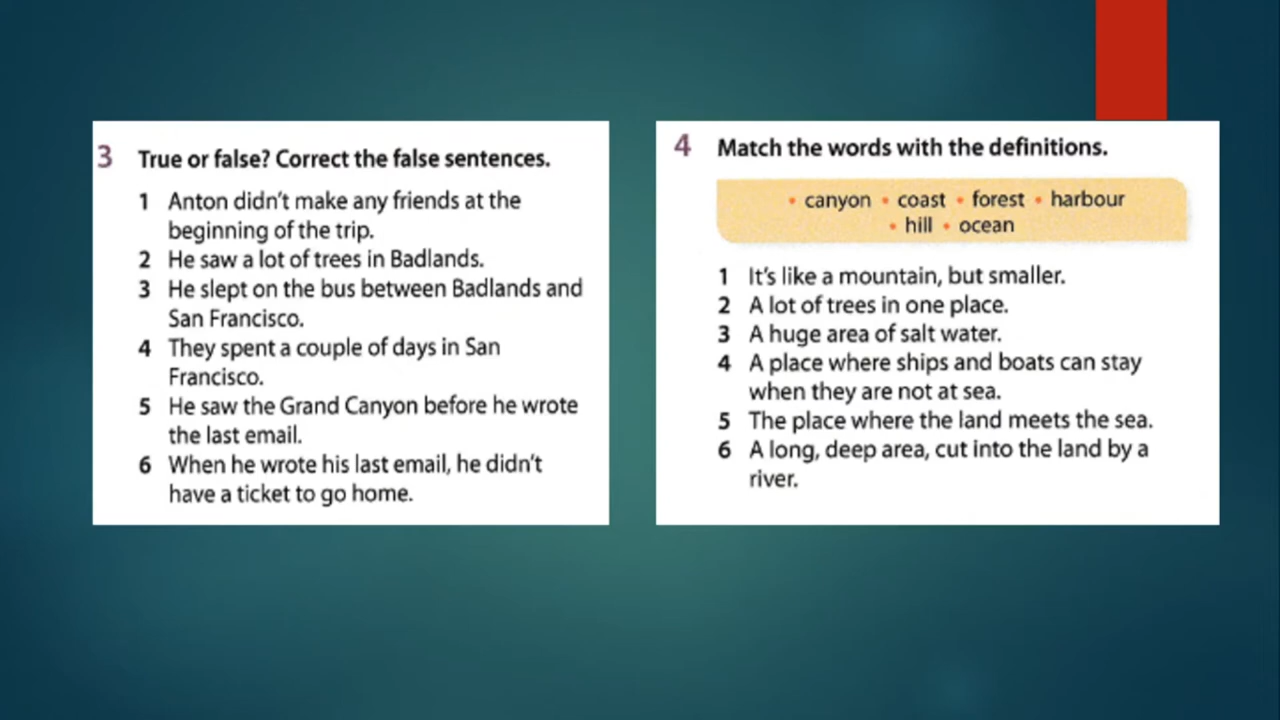 3 True or false? Correct the false sentences.
1 Anton didn't make any friends at the
beginning of the trip.
2 He saw a lot of trees in Badlands.
3 He slept on the bus between Badlands and
San Francisco.
4 They spent a couple of days in San
Francisco.
5 He saw the Grand Canyon before he wrote
the last email.
6 When he wrote his last email, he didn't
have a ticket to go home.
4 Match the words with the definitions.
• canyon • coast • forest • harbour
• hill • ocean
1 It's like a mountain, but smaller.
2 A lot of trees in one place.
3 A huge area of salt water.
4 A place where ships and boats can stay
when they are not at sea.
5 The place where the land meets the sea.
6 A long, deep area, cut into the land by a
river.